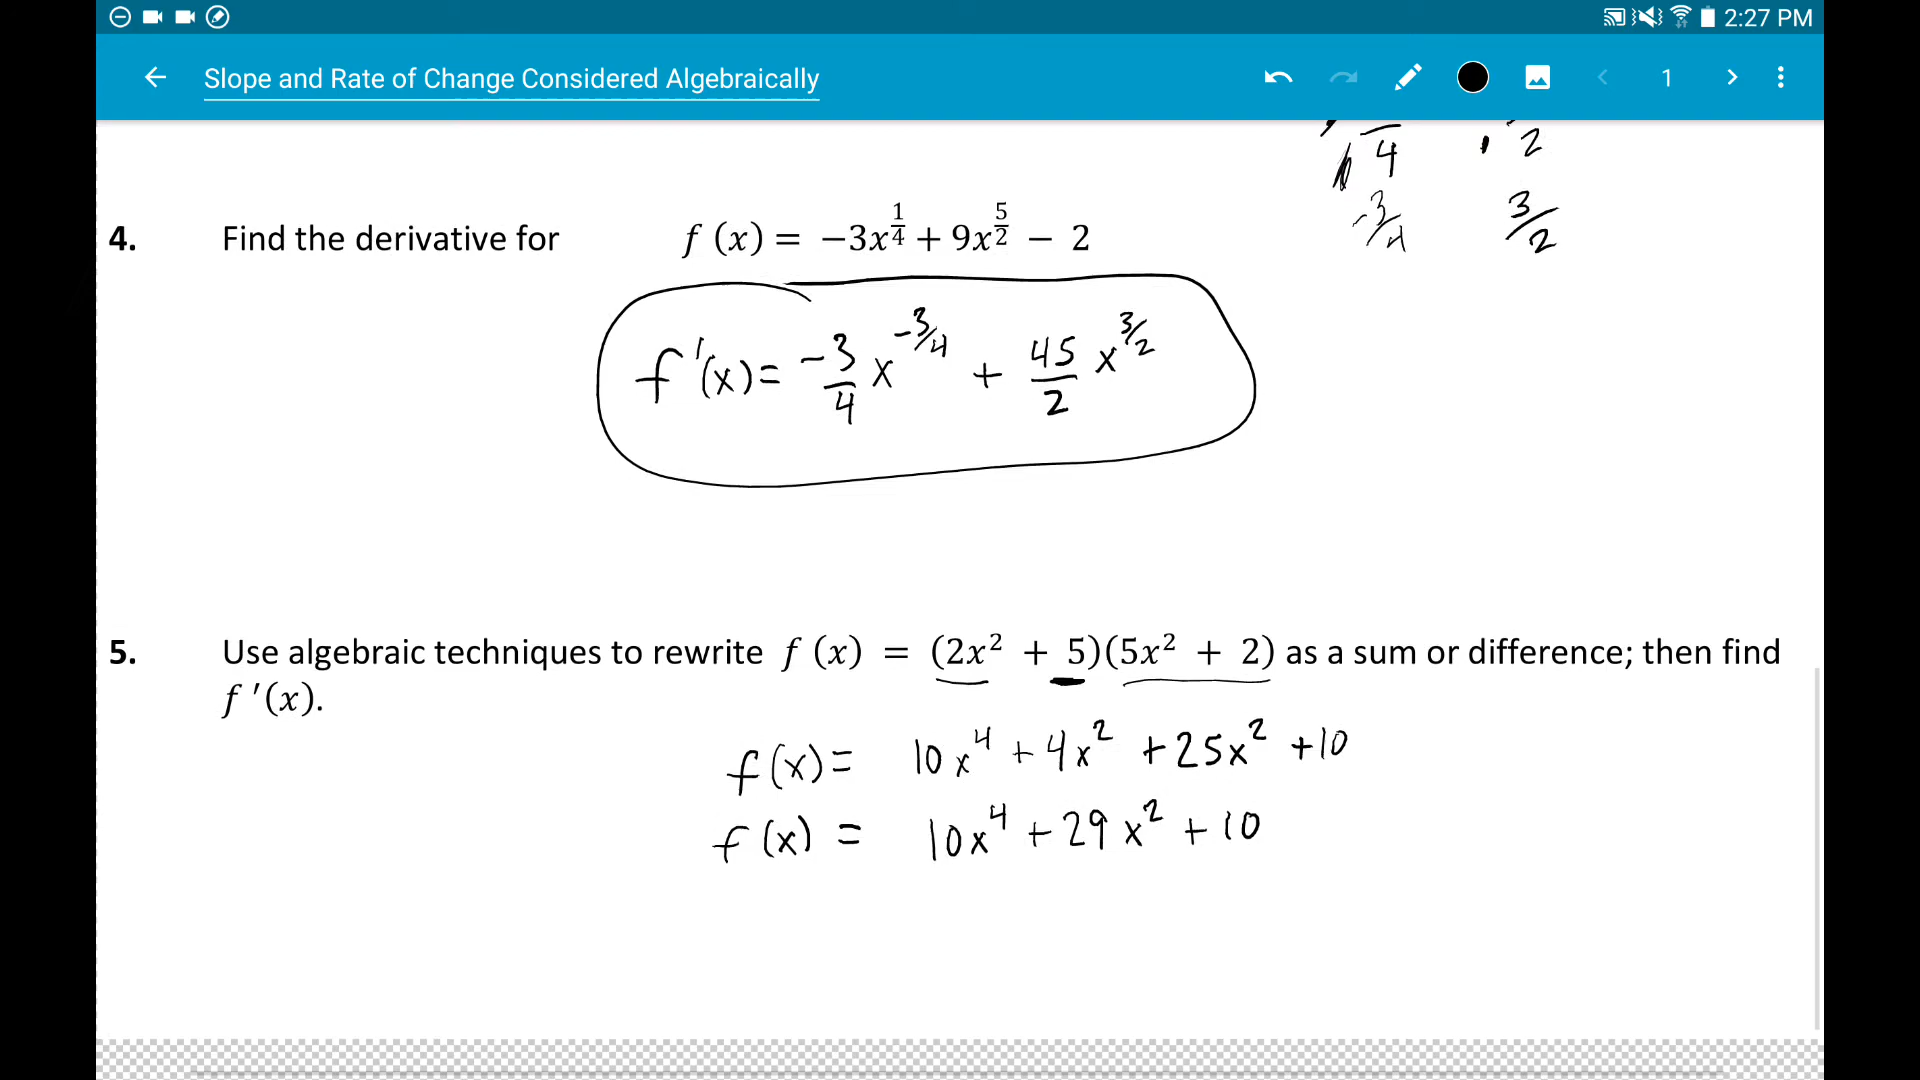 2:27 PM
Slope and Rate of Change Considered Algebraically 1
4 2
-3/4 3/2
4. Find the derivative for f (x) = −3x^{1/4} + 9x^{5/2} − 2
f'(x) = -3/4 x^{-3/4} + 45/2 x^{3/2}
5. Use algebraic techniques to rewrite f (x) = (2x² + 5)(5x² + 2) as a sum or difference; then find
f ′(x).
f(x) = 10x⁴ + 4x² + 25x² + 10
f(x) = 10x⁴ + 29x² + 10